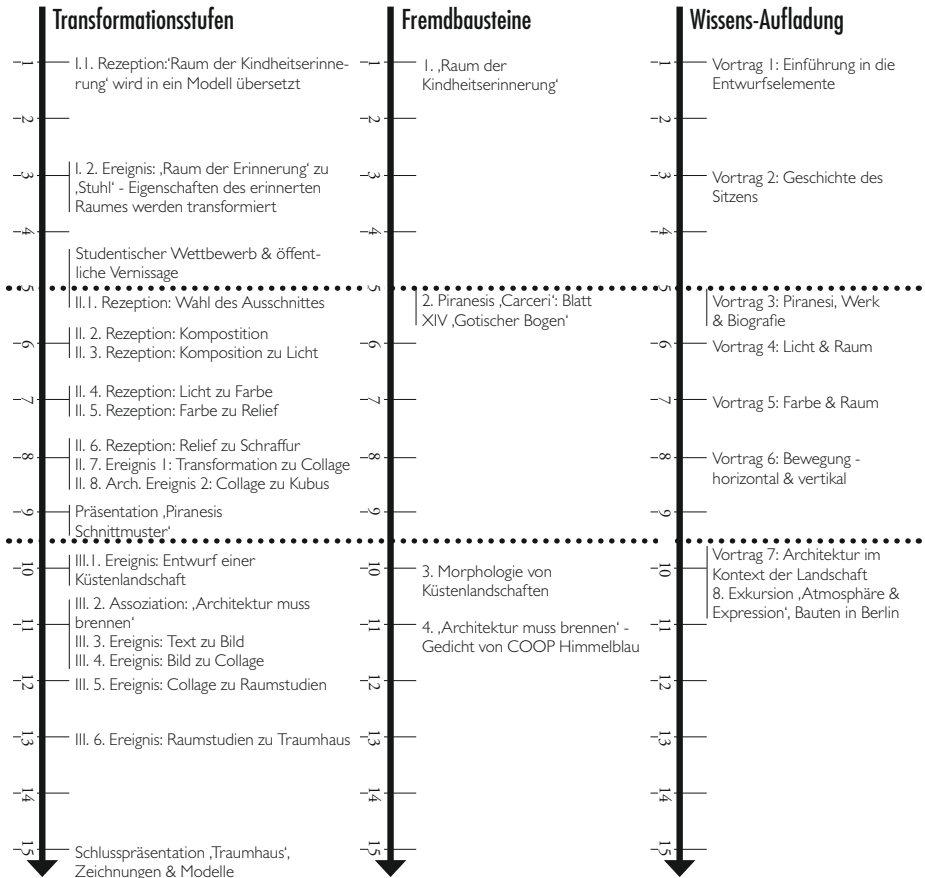 Transformationsstufen
1
I.1. Rezeption:'Raum der Kindheitserinne-
rung' wird in ein Modell übersetzt
2
3
I. 2. Ereignis: ‚Raum der Erinnerung‘ zu
‚Stuhl‘ - Eigenschaften des erinnerten
Raumes werden transformiert
4
Studentischer Wettbewerb & öffent-
liche Vernissage
5
II.1. Rezeption: Wahl des Ausschnittes
6
II. 2. Rezeption: Kompostition
II. 3. Rezeption: Komposition zu Licht
7
II. 4. Rezeption: Licht zu Farbe
II. 5. Rezeption: Farbe zu Relief
8
II. 6. Rezeption: Relief zu Schraffur
II. 7. Ereignis 1: Transformation zu Collage
II. 8. Arch. Ereignis 2: Collage zu Kubus
9
Präsentation ‚Piranesis
Schnittmuster‘
10
III.1. Ereignis: Entwurf einer
Küstenlandschaft
11
III. 2. Assoziation: ‚Architektur muss
brennen‘
III. 3. Ereignis: Text zu Bild
III. 4. Ereignis: Bild zu Collage
12
III. 5. Ereignis: Collage zu Raumstudien
13
III. 6. Ereignis: Raumstudien zu Traumhaus
14
15
Schlusspräsentation ‚Traumhaus‘,
Zeichnungen & Modelle
Fremdbausteine
1
1. ‚Raum der
Kindheitserinnerung‘
2
3
4
5
2. Piranesis ‚Carceri‘: Blatt
XIV ‚Gotischer Bogen‘
6
7
8
9
10
3. Morphologie von
Küstenlandschaften
11
4. ‚Architektur muss brennen‘ -
Gedicht von COOP Himmelblau
12
13
14
15
Wissens-Aufladung
1
Vortrag 1: Einführung in die
Entwurfselemente
2
3
Vortrag 2: Geschichte des
Sitzens
4
5
Vortrag 3: Piranesi, Werk
& Biografie
6
Vortrag 4: Licht & Raum
7
Vortrag 5: Farbe & Raum
8
Vortrag 6: Bewegung -
horizontal & vertikal
9
10
Vortrag 7: Architektur im
Kontext der Landschaft
8. Exkursion ‚Atmosphäre &
Expression‘, Bauten in Berlin
11
12
13
14
15